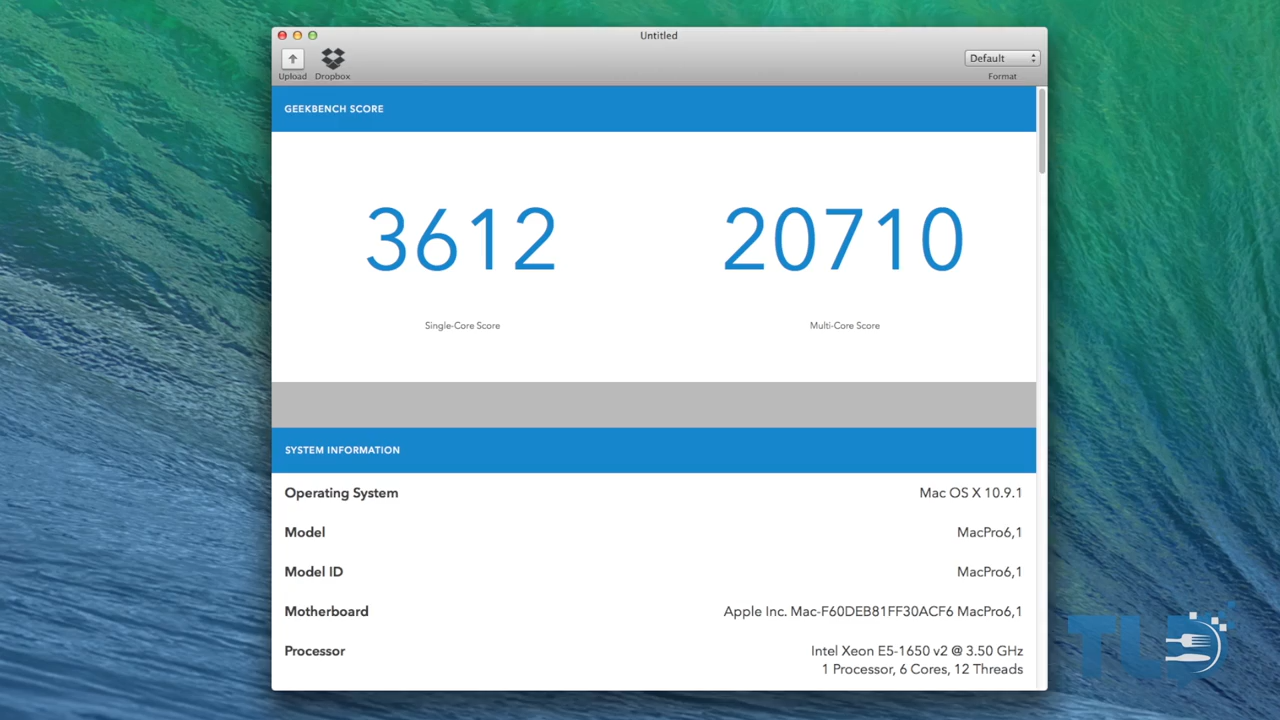 Untitled
Upload
Dropbox
Default
Format
GEEKBENCH SCORE
3612
20710
Single-Core Score
Multi-Core Score
SYSTEM INFORMATION
Operating System
Mac OS X 10.9.1
Model
MacPro6,1
Model ID
MacPro6,1
Motherboard
Apple Inc. Mac-F60DEB81FF30ACF6 MacPro6,1
Processor
Intel Xeon E5-1650 v2 @ 3.50 GHz
1 Processor, 6 Cores, 12 Threads
TLD